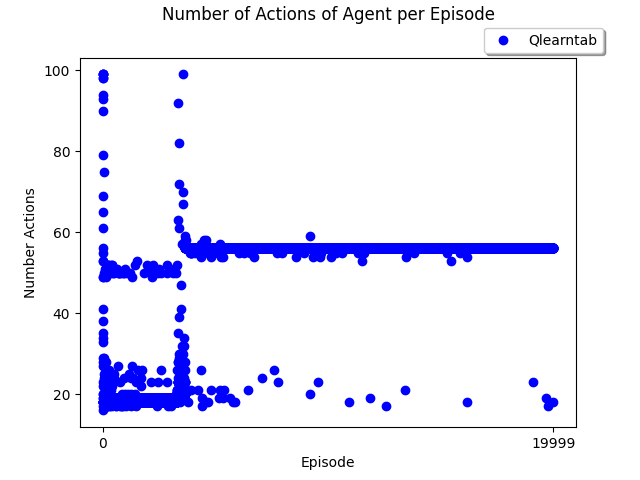 Number of Actions of Agent per Episode
Qlearntab
100
80
60
40
20
Number Actions
0
19999
Episode